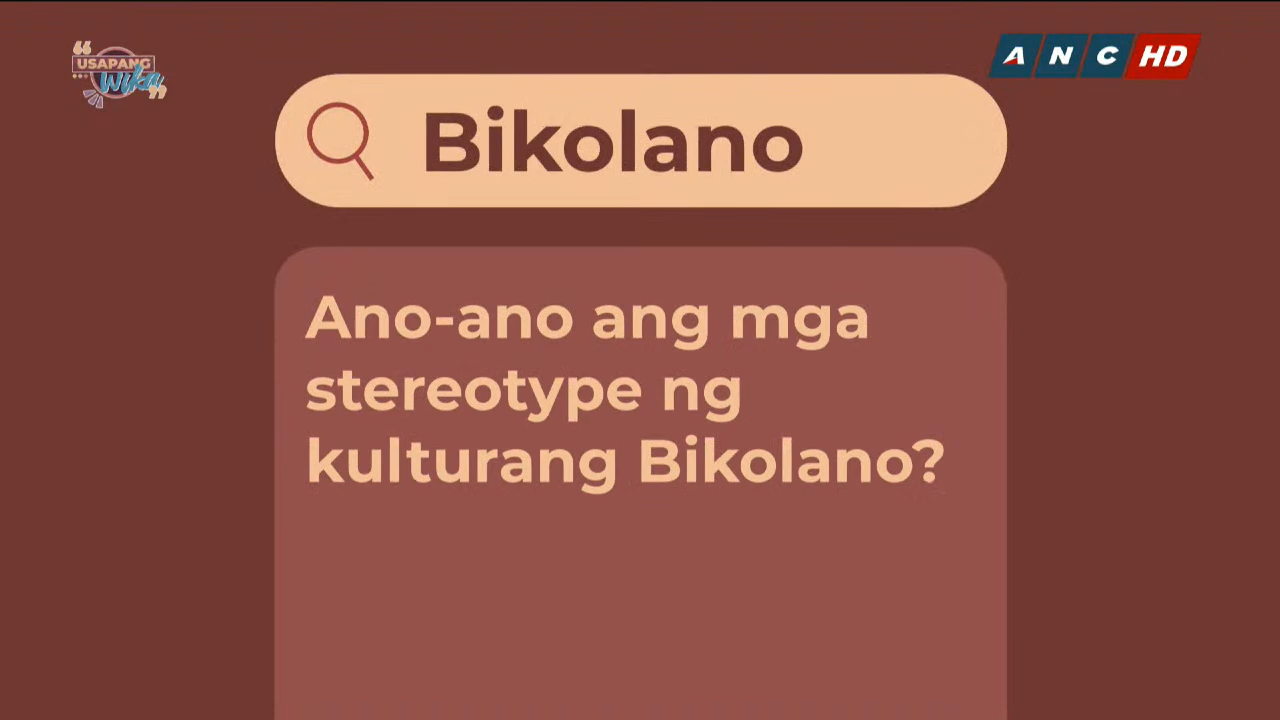 USAPANG
wika
ANC HD
Bikolano
Ano-ano ang mga
stereotype ng
kulturang Bikolano?